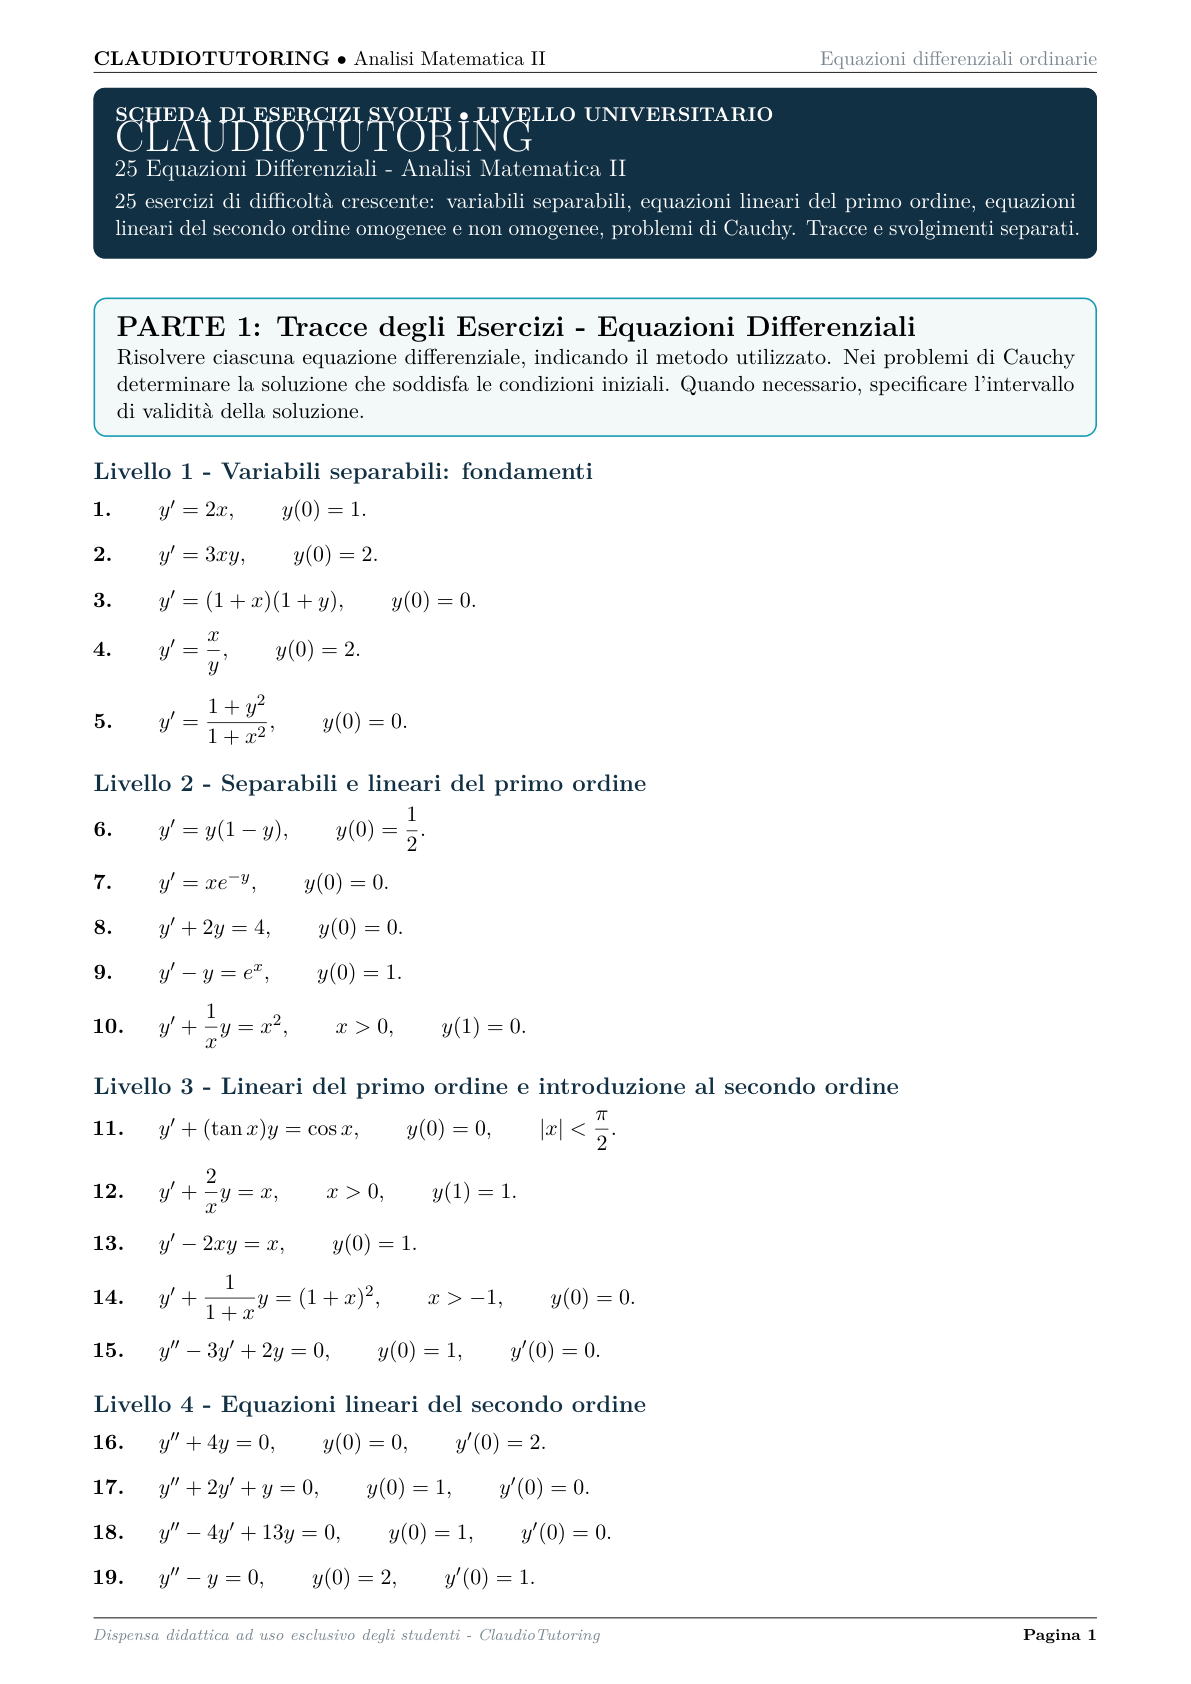 CLAUDIOTUTORING • Analisi Matematica II Equazioni differenziali ordinarie
SCHEDA DI ESERCIZI SVOLTI • LIVELLO UNIVERSITARIO
CLAUDIOTUTORING
25 Equazioni Differenziali - Analisi Matematica II
25 esercizi di difficoltà crescente: variabili separabili, equazioni lineari del primo ordine, equazioni
lineari del secondo ordine omogenee e non omogenee, problemi di Cauchy. Tracce e svolgimenti separati.
PARTE 1: Tracce degli Esercizi - Equazioni Differenziali
Risolvere ciascuna equazione differenziale, indicando il metodo utilizzato. Nei problemi di Cauchy
determinare la soluzione che soddisfa le condizioni iniziali. Quando necessario, specificare l'intervallo
di validità della soluzione.
Livello 1 - Variabili separabili: fondamenti
1. y′ = 2x, y(0) = 1.
2. y′ = 3xy, y(0) = 2.
3. y′ = (1 + x)(1 + y), y(0) = 0.
4. y′ = x/y, y(0) = 2.
5. y′ = (1 + y²)/(1 + x²), y(0) = 0.
Livello 2 - Separabili e lineari del primo ordine
6. y′ = y(1 − y), y(0) = 1/2.
7. y′ = xe⁻ʸ, y(0) = 0.
8. y′ + 2y = 4, y(0) = 0.
9. y′ − y = eˣ, y(0) = 1.
10. y′ + 1/x y = x², x > 0, y(1) = 0.
Livello 3 - Lineari del primo ordine e introduzione al secondo ordine
11. y′ + (tan x)y = cos x, y(0) = 0, |x| < π/2.
12. y′ + 2/x y = x, x > 0, y(1) = 1.
13. y′ − 2xy = x, y(0) = 1.
14. y′ + 1/(1 + x) y = (1 + x)², x > −1, y(0) = 0.
15. y″ − 3y′ + 2y = 0, y(0) = 1, y′(0) = 0.
Livello 4 - Equazioni lineari del secondo ordine
16. y″ + 4y = 0, y(0) = 0, y′(0) = 2.
17. y″ + 2y′ + y = 0, y(0) = 1, y′(0) = 0.
18. y″ − 4y′ + 13y = 0, y(0) = 1, y′(0) = 0.
19. y″ − y = 0, y(0) = 2, y′(0) = 1.
Dispensa didattica ad uso esclusivo degli studenti - ClaudioTutoring Pagina 1